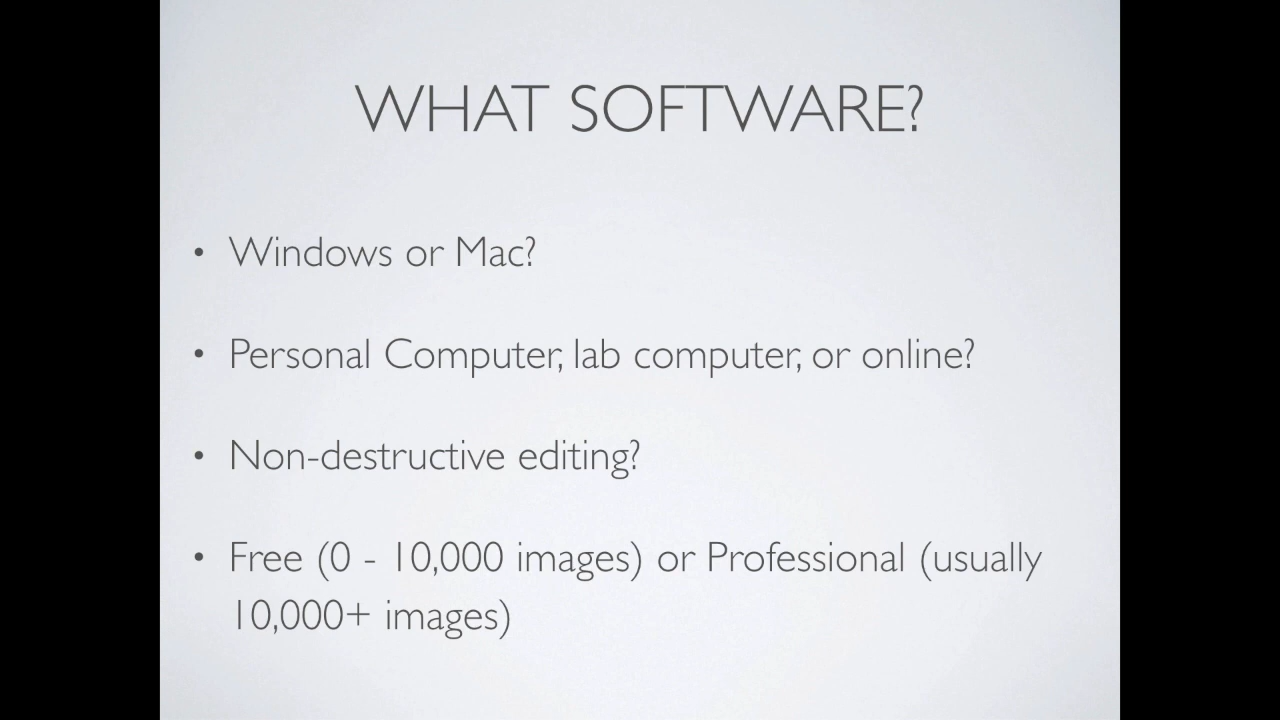 WHAT SOFTWARE?
• Windows or Mac?
• Personal Computer, lab computer, or online?
• Non-destructive editing?
• Free (0 - 10,000 images) or Professional (usually
10,000+ images)